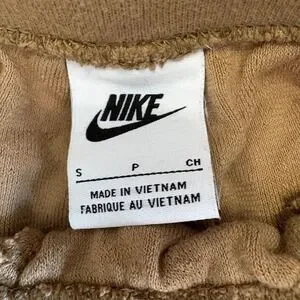 NIKE
S P CH
MADE IN VIETNAM
FABRIQUE AU VIETNAM